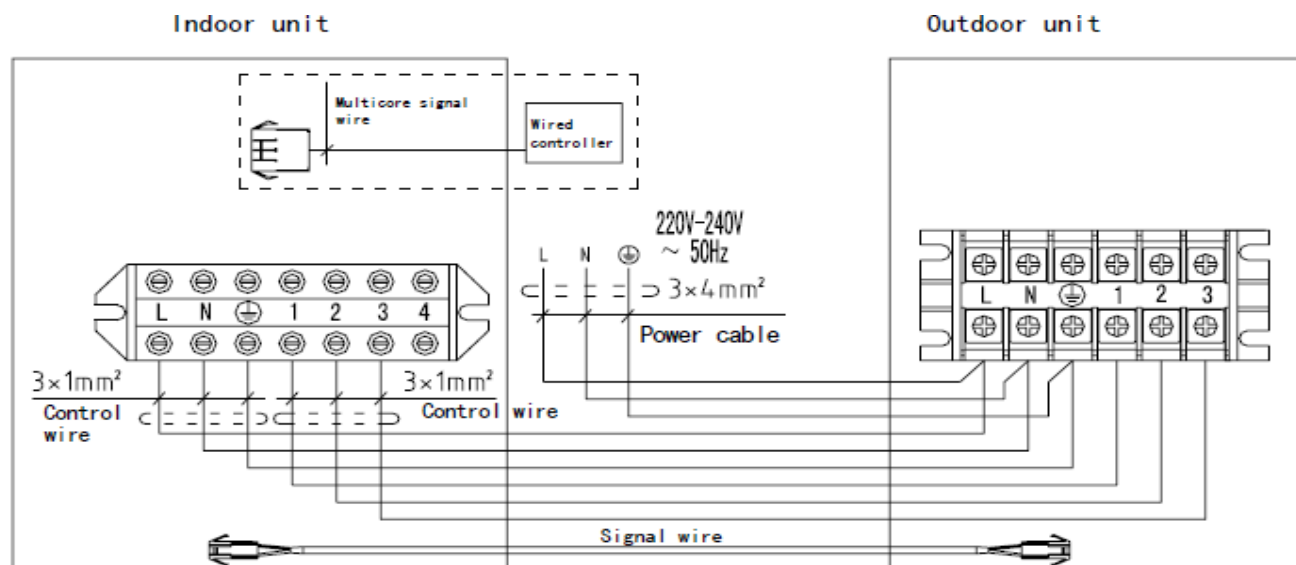 Indoor unit
Outdoor unit
Multicore signal
wire
Wired
controller
220V-240V
L N ⏚ ~ 50Hz
3×4mm²
Power cable
L N ⏚ 1 2 3 4
L N ⏚ 1 2 3
3×1mm²
Control
wire
3×1mm²
Control wire
Signal wire